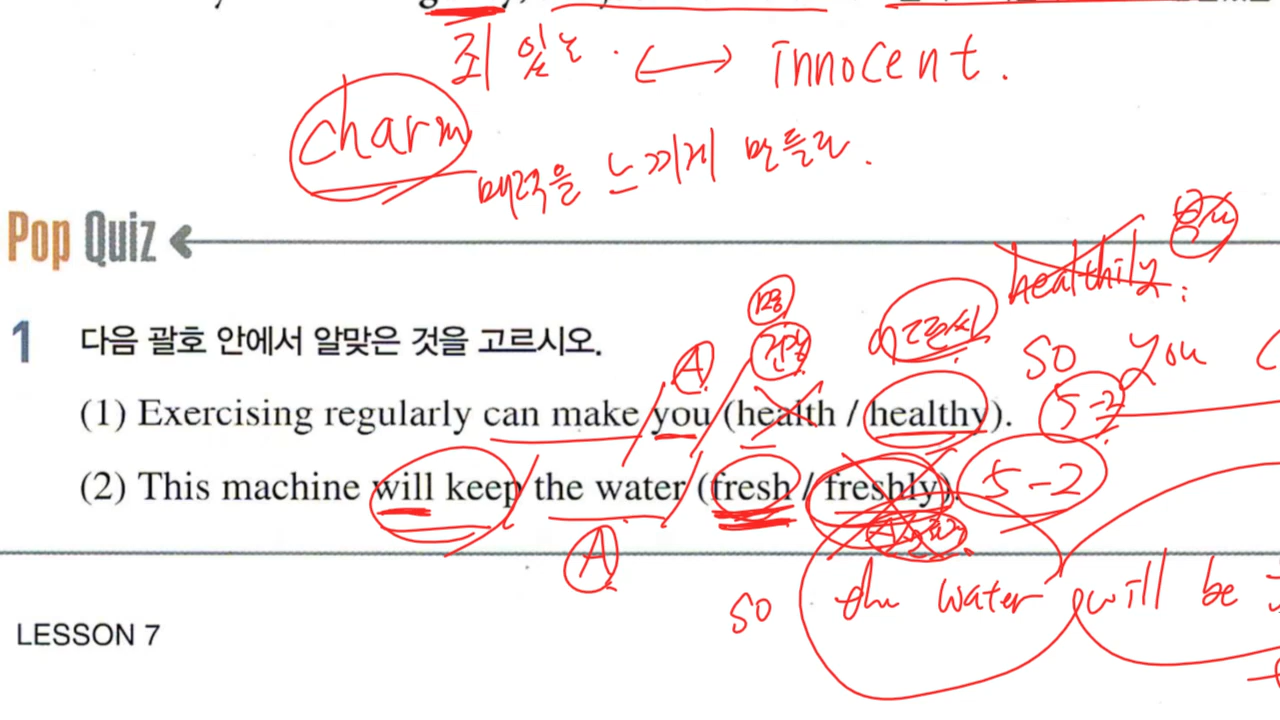 죄 있는. ↔ innocent.
charm
매력을 느끼게 만들다.
Pop Quiz
healthily.
1 다음 괄호 안에서 알맞은 것을 고르시오.
so you
A
(1) Exercising regularly can make you (health / healthy). 5-2
(2) This machine will keep the water (fresh / freshly). 5-2
A
so the water will be
LESSON 7